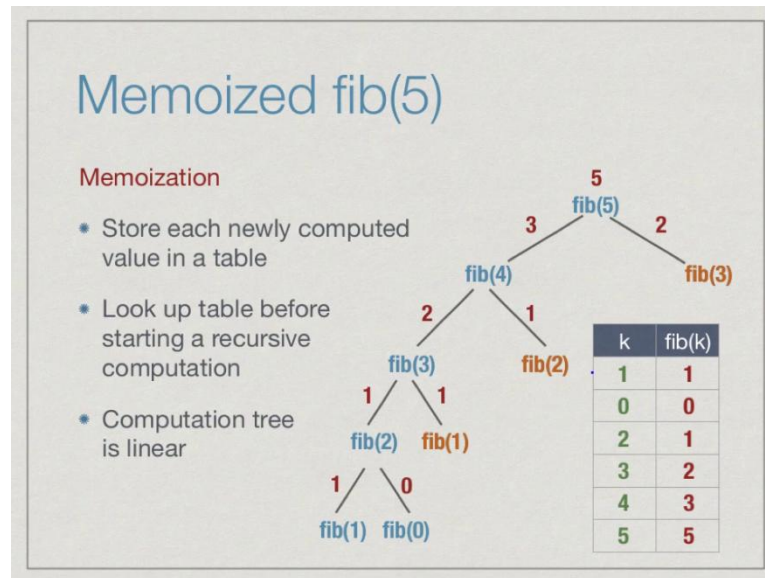 Memoized fib(5)
Memoization
• Store each newly computed
value in a table
• Look up table before
starting a recursive
computation
• Computation tree
is linear
5
fib(5)
3 2
fib(4) fib(3)
2 1
fib(3) fib(2)
1 1
fib(2) fib(1)
1 0
fib(1) fib(0)
k fib(k)
1 1
0 0
2 1
3 2
4 3
5 5